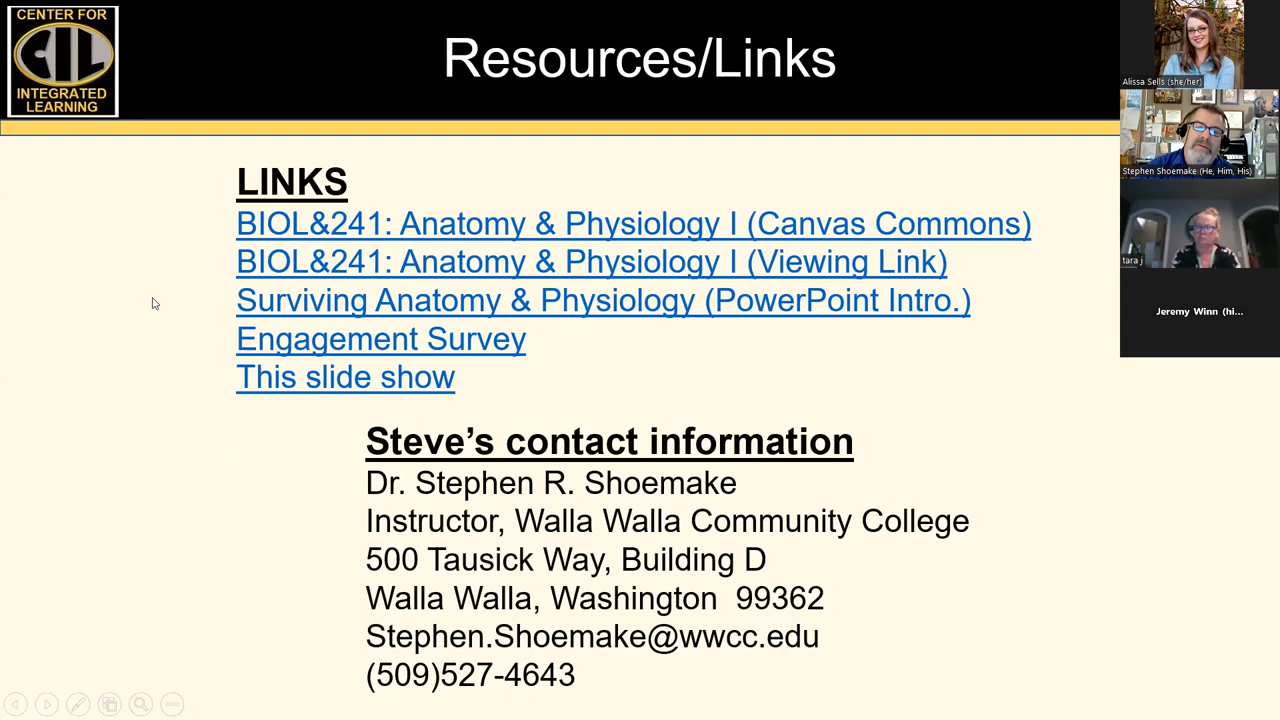 CENTER FOR
CIL
INTEGRATED
LEARNING
Resources/Links
LINKS
BIOL&241: Anatomy & Physiology I (Canvas Commons)
BIOL&241: Anatomy & Physiology I (Viewing Link)
Surviving Anatomy & Physiology (PowerPoint Intro.)
Engagement Survey
This slide show
Steve's contact information
Dr. Stephen R. Shoemake
Instructor, Walla Walla Community College
500 Tausick Way, Building D
Walla Walla, Washington  99362
Stephen.Shoemake@wwcc.edu
(509)527-4643
Alissa Sells (she/her)
Stephen Shoemake (He, Him, His)
tara j
Jeremy Winn (hi...